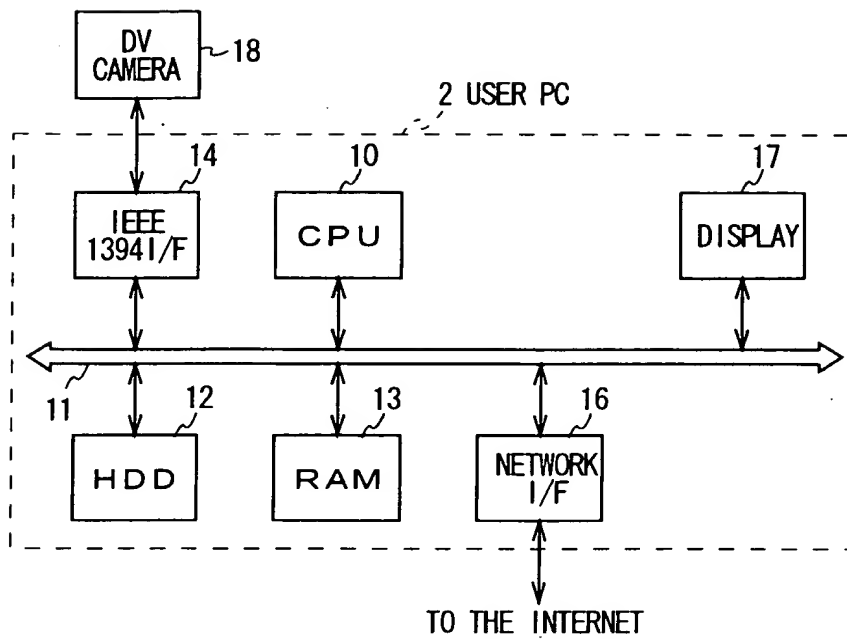 DV
CAMERA
18
2 USER PC
14
10
17
IEEE
1394I/F
CPU
DISPLAY
11
12
13
16
HDD
RAM
NETWORK
I/F
TO THE INTERNET